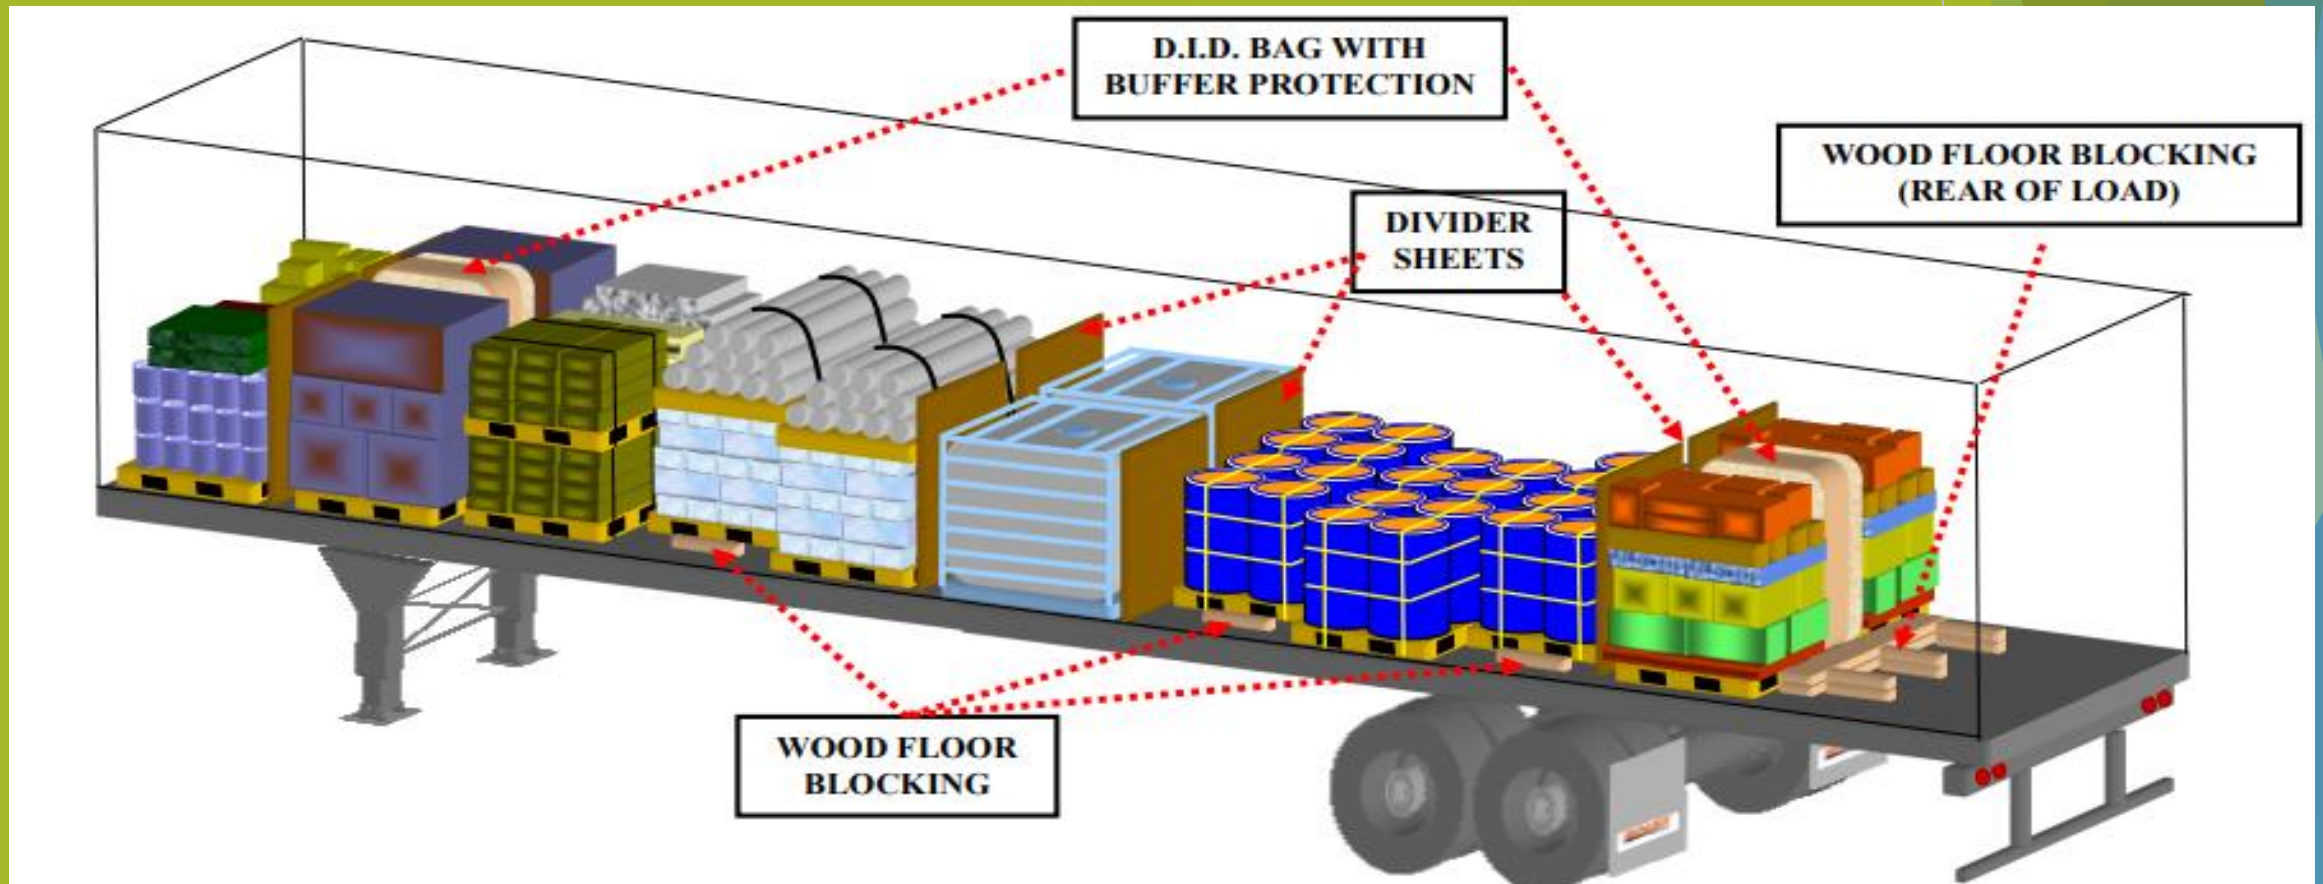 D.I.D. BAG WITH
BUFFER PROTECTION
WOOD FLOOR BLOCKING
(REAR OF LOAD)
DIVIDER
SHEETS
WOOD FLOOR
BLOCKING